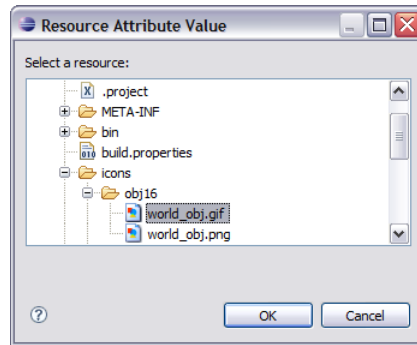 Resource Attribute Value
Select a resource:
.project
META-INF
bin
build.properties
icons
obj16
world_obj.gif
world_obj.png
OK Cancel